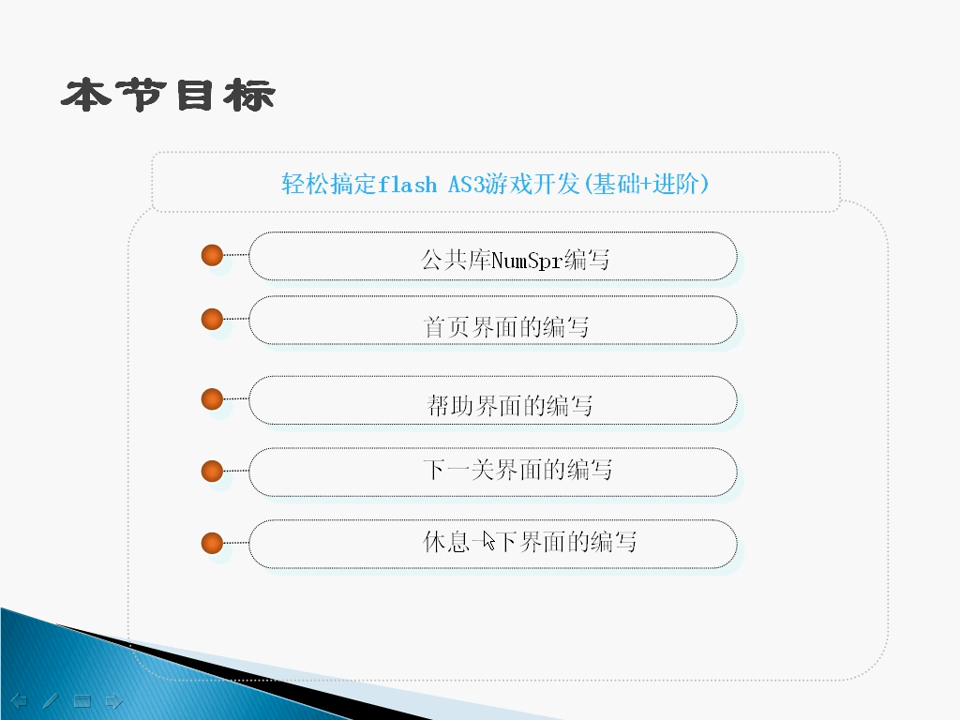 本节目标
轻松搞定flash AS3游戏开发(基础+进阶)
公共库NumSpr编写
首页界面的编写
帮助界面的编写
下一关界面的编写
休息一下界面的编写